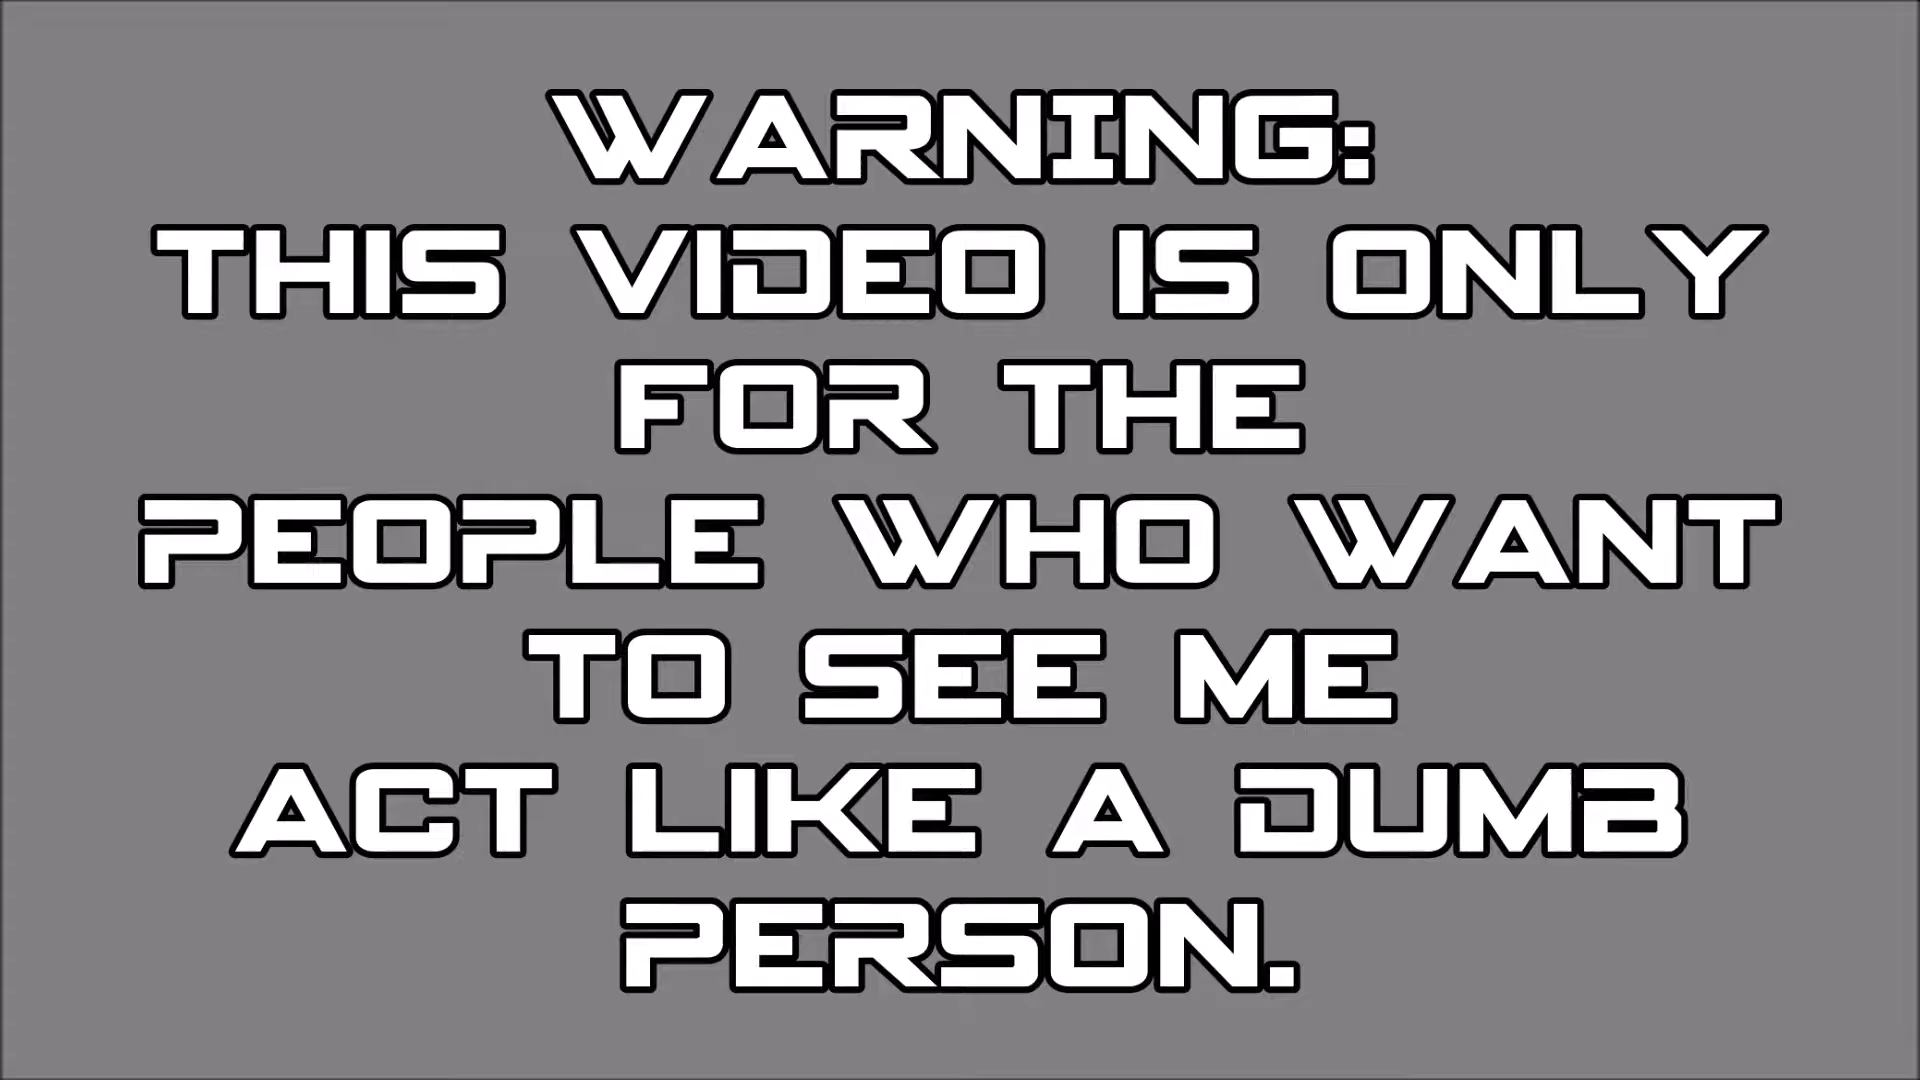 WARNING:
THIS VIDEO IS ONLY
FOR THE
PEOPLE WHO WANT
TO SEE ME
ACT LIKE A DUMB
PERSON.